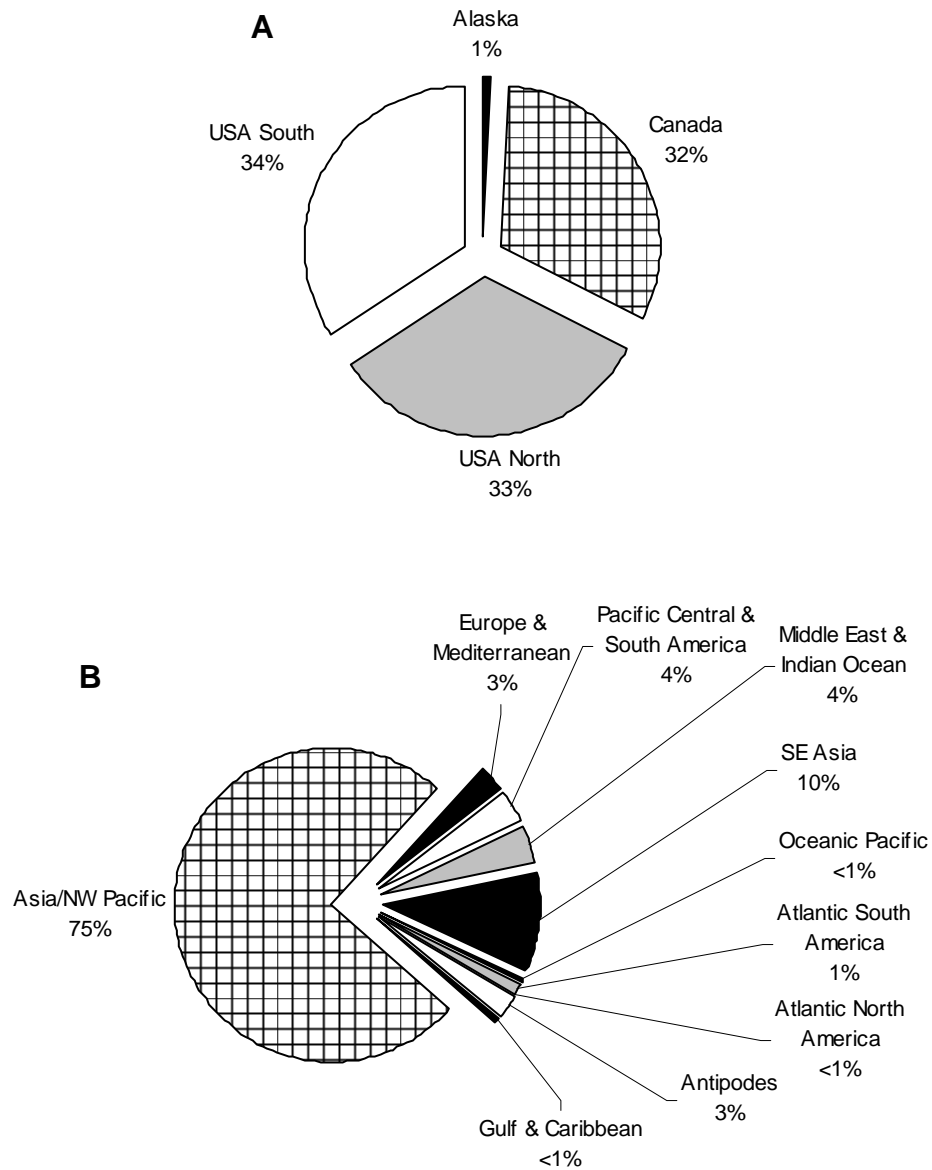 A
Alaska
1%
Canada
32%
USA South
34%
USA North
33%
B
Europe &
Mediterranean
3%
Pacific Central &
South America
4%
Middle East &
Indian Ocean
4%
SE Asia
10%
Oceanic Pacific
<1%
Atlantic South
America
1%
Atlantic North
America
<1%
Antipodes
3%
Gulf & Caribbean
<1%
Asia/NW Pacific
75%